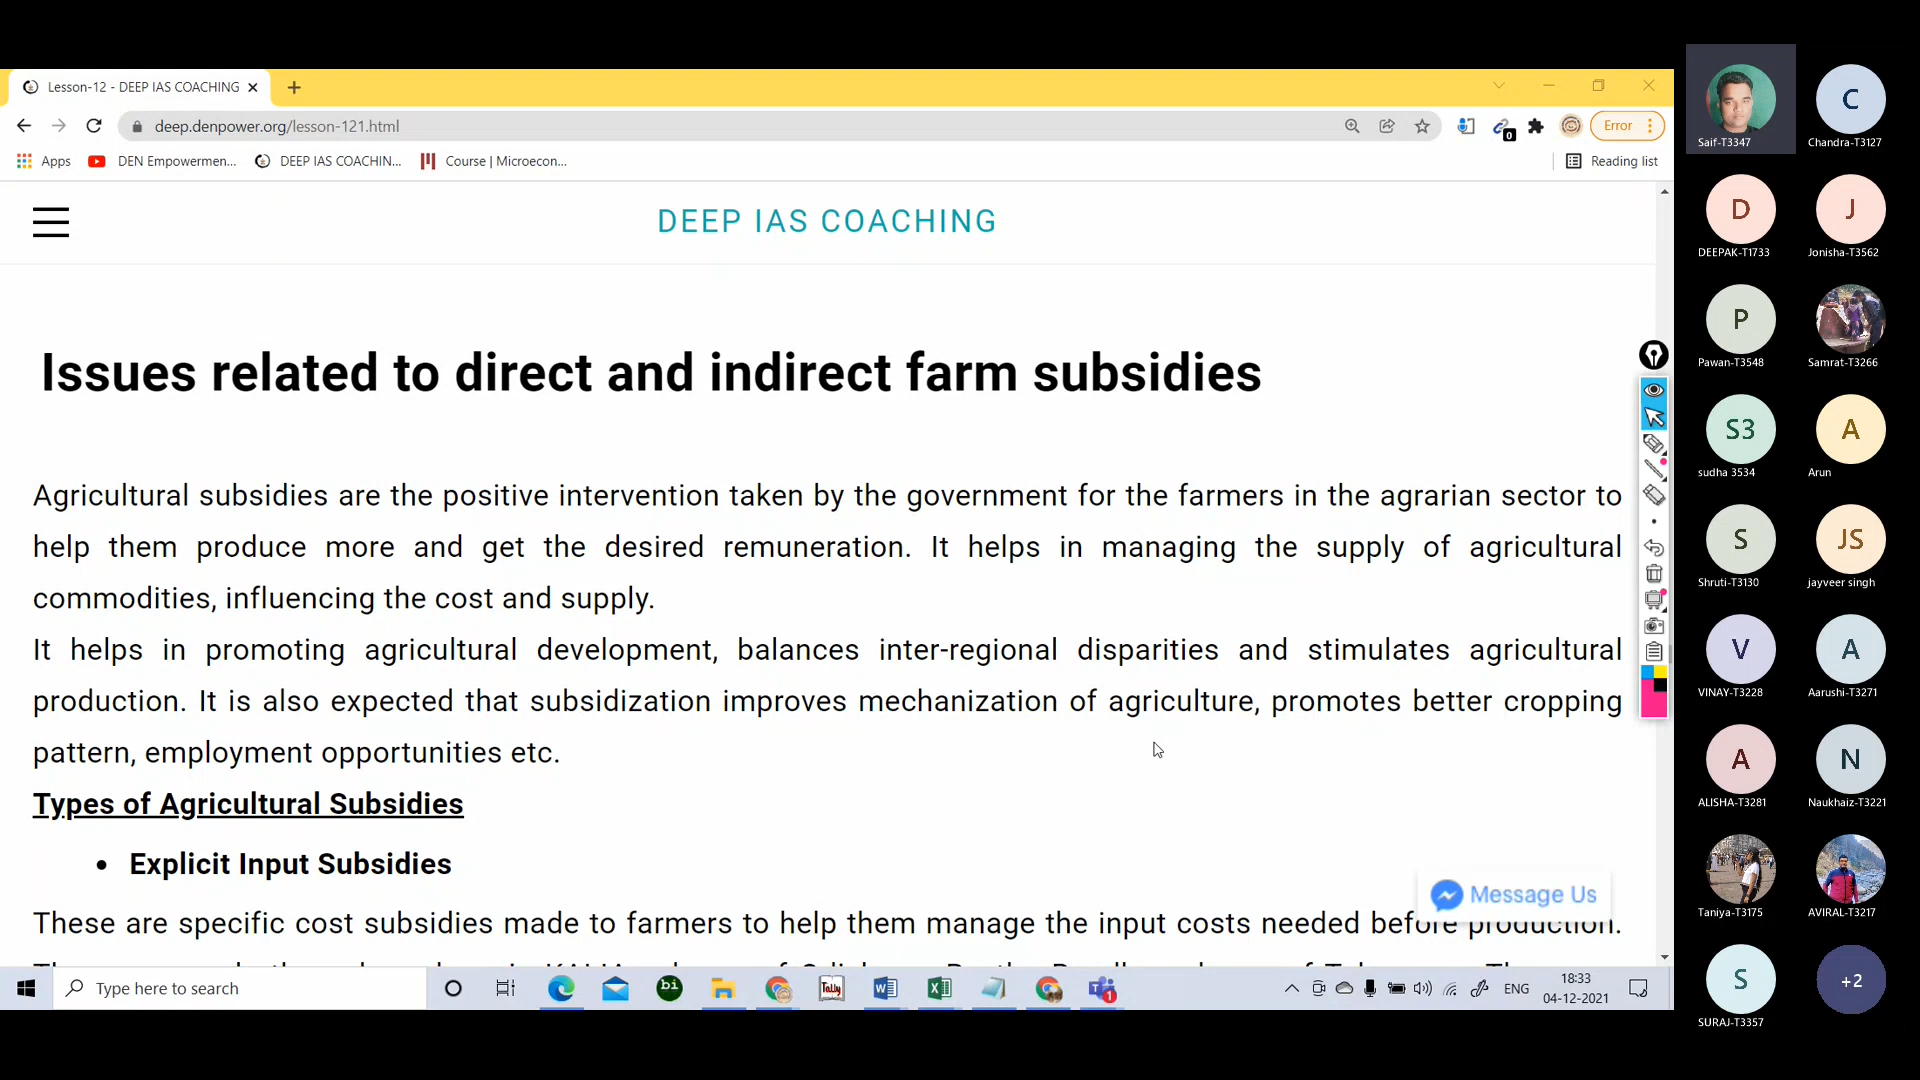 Lesson-12 - DEEP IAS COACHING
deep.denpower.org/lesson-121.html
Error
Apps
DEN Empowermen...
DEEP IAS COACHIN...
Course | Microecon...
Reading list
DEEP IAS COACHING
Issues related to direct and indirect farm subsidies
Agricultural subsidies are the positive intervention taken by the government for the farmers in the agrarian sector to
help them produce more and get the desired remuneration. It helps in managing the supply of agricultural
commodities, influencing the cost and supply.
It helps in promoting agricultural development, balances inter-regional disparities and stimulates agricultural
production. It is also expected that subsidization improves mechanization of agriculture, promotes better cropping
pattern, employment opportunities etc.
Types of Agricultural Subsidies
• Explicit Input Subsidies
These are specific cost subsidies made to farmers to help them manage the input costs needed before production.
Message Us
Type here to search
bi
Tally
1
0
ENG
18:33
04-12-2021
Saif-T3347
C
Chandra-T3127
D
DEEPAK-T1733
J
Jonisha-T3562
P
Pawan-T3548
Samrat-T3266
S3
sudha 3534
A
Arun
S
Shruti-T3130
JS
jayveer singh
V
VINAY-T3228
A
Aarushi-T3271
A
ALISHA-T3281
N
Naukhaiz-T3221
Taniya-T3175
AVIRAL-T3217
S
SURAJ-T3357
+2